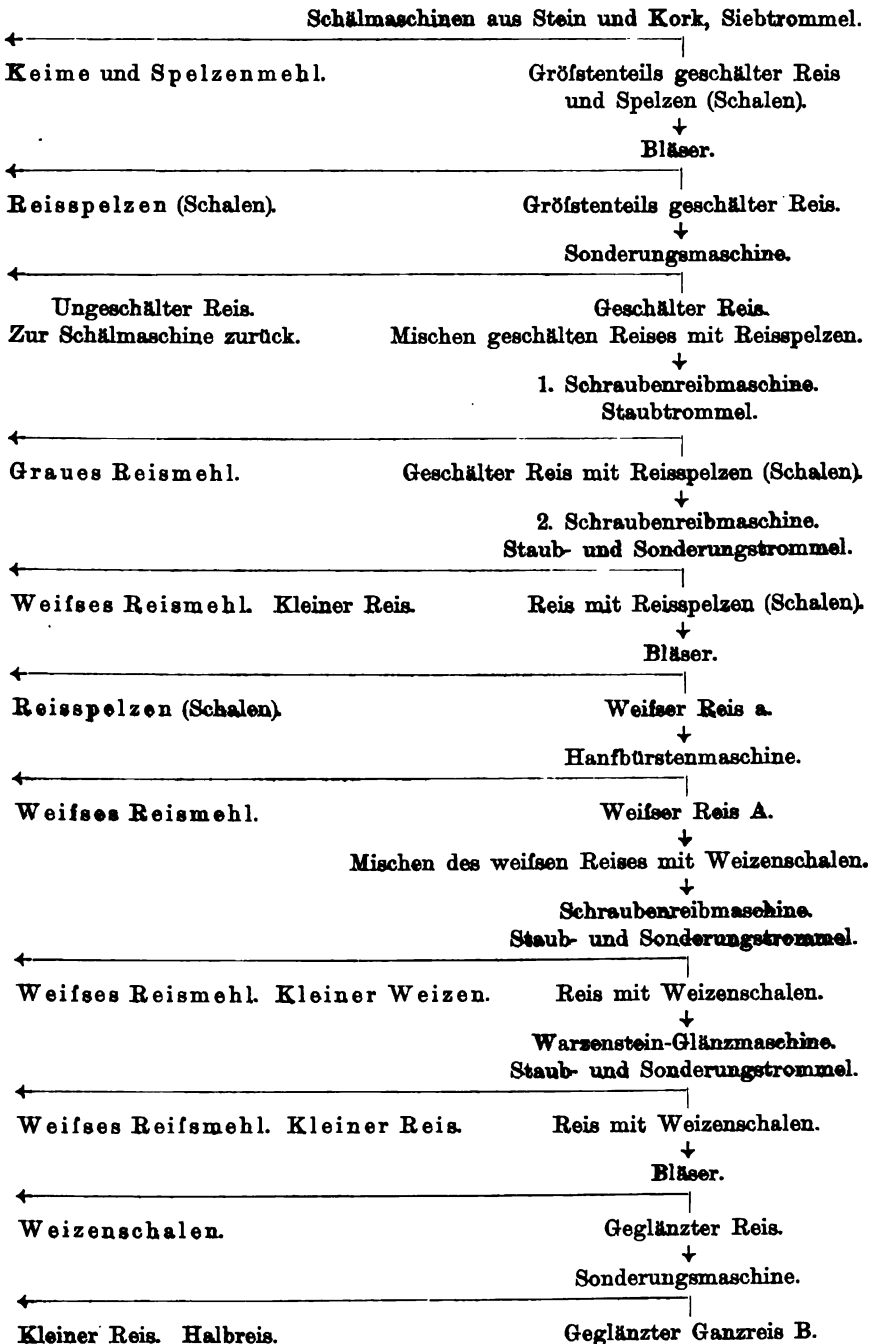 Schälmaschinen aus Stein und Kork, Siebtrommel.
Keime und Spelzenmehl.
Gröfstenteils geschälter Reis
und Spelzen (Schalen).
Bläser.
Reisspelzen (Schalen).
Gröfstenteils geschälter Reis.
Sonderungsmaschine.
Ungeschälter Reis.
Zur Schälmaschine zurück.
Geschälter Reis.
Mischen geschälten Reises mit Reisspelzen.
1. Schraubenreibmaschine.
Staubtrommel.
Graues Reismehl.
Geschälter Reis mit Reisspelzen (Schalen).
2. Schraubenreibmaschine.
Staub- und Sonderungstrommel.
Weifses Reismehl. Kleiner Reis.
Reis mit Reisspelzen (Schalen).
Bläser.
Reisspelzen (Schalen).
Weifser Reis a.
Hanfbürstenmaschine.
Weifses Reismehl.
Weifser Reis A.
Mischen des weifsen Reises mit Weizenschalen.
Schraubenreibmaschine.
Staub- und Sonderungstrommel.
Weifses Reismehl. Kleiner Weizen.
Reis mit Weizenschalen.
Warzenstein-Glänzmaschine.
Staub- und Sonderungstrommel.
Weifses Reifsmehl. Kleiner Reis.
Reis mit Weizenschalen.
Bläser.
Weizenschalen.
Geglänzter Reis.
Sonderungsmaschine.
Kleiner Reis. Halbreis.
Geglänzter Ganzreis B.